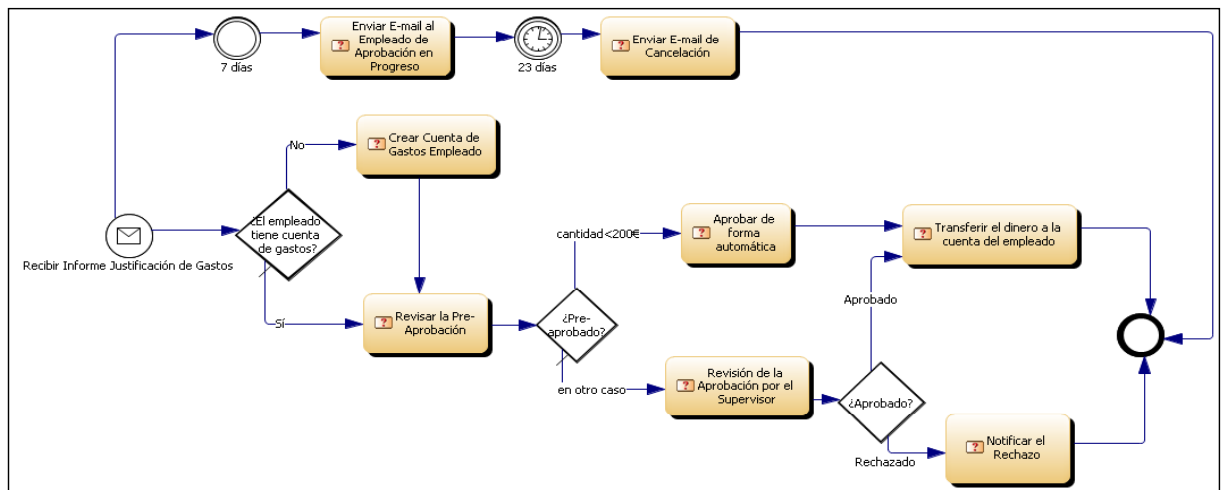 Enviar E-mail al
Empleado de
Aprobación en
Progreso
7 días
23 días
Enviar E-mail de
Cancelación
No
Crear Cuenta de
Gastos Empleado
¿El empleado
tiene cuenta
de gastos?
Recibir Informe Justificación de Gastos
Sí
Revisar la Pre-
Aprobación
¿Pre-
aprobado?
cantidad<200€
Aprobar de
forma
automática
Transferir el dinero a la
cuenta del empleado
Aprobado
en otro caso
Revisión de la
Aprobación por el
Supervisor
¿Aprobado?
Rechazado
Notificar el
Rechazo